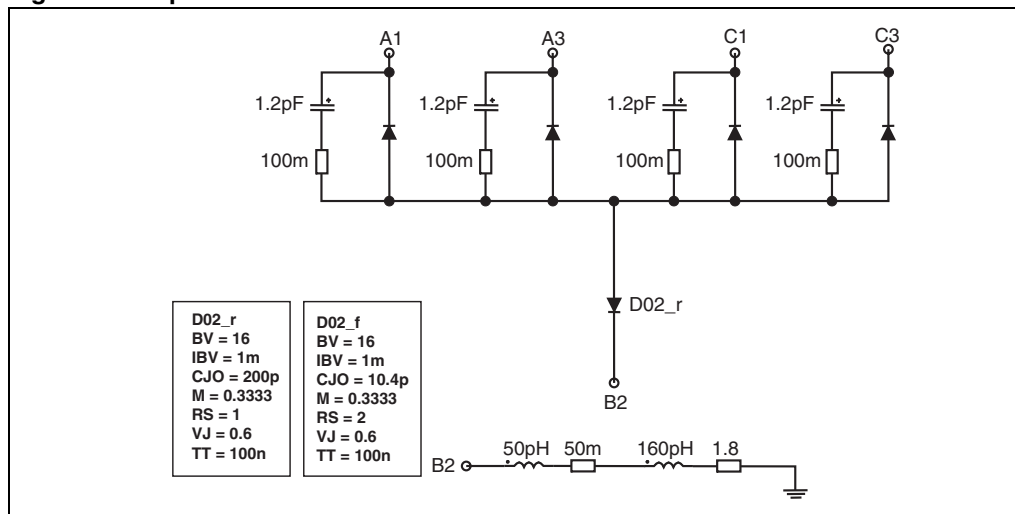 A1 A3 C1 C3
1.2pF 1.2pF 1.2pF 1.2pF
100m 100m 100m 100m
D02_r
B2
D02_r
BV = 16
IBV = 1m
CJO = 200p
M = 0.3333
RS = 1
VJ = 0.6
TT = 100n
D02_f
BV = 16
IBV = 1m
CJO = 10.4p
M = 0.3333
RS = 2
VJ = 0.6
TT = 100n
B2 50pH 50m 160pH 1.8